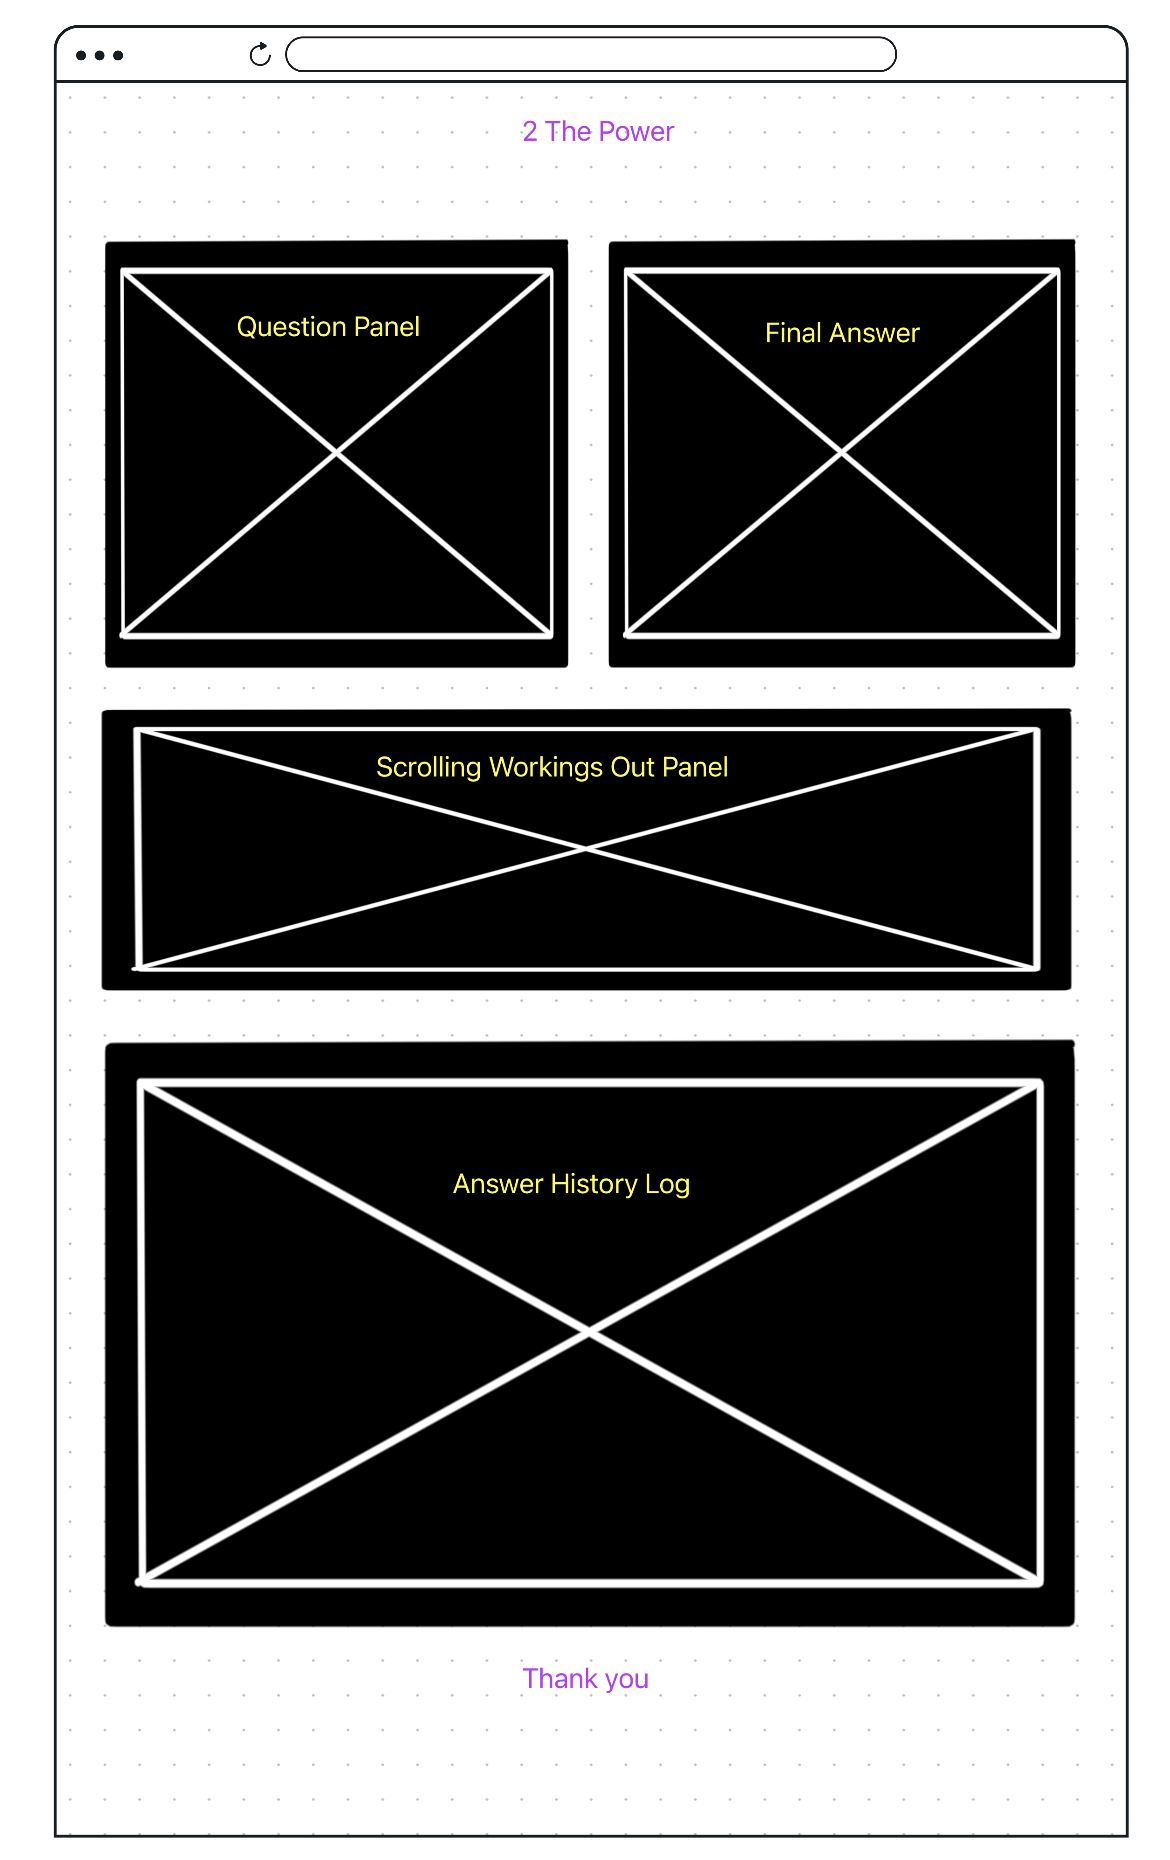 2 The Power
Question Panel
Final Answer
Scrolling Workings Out Panel
Answer History Log
Thank you